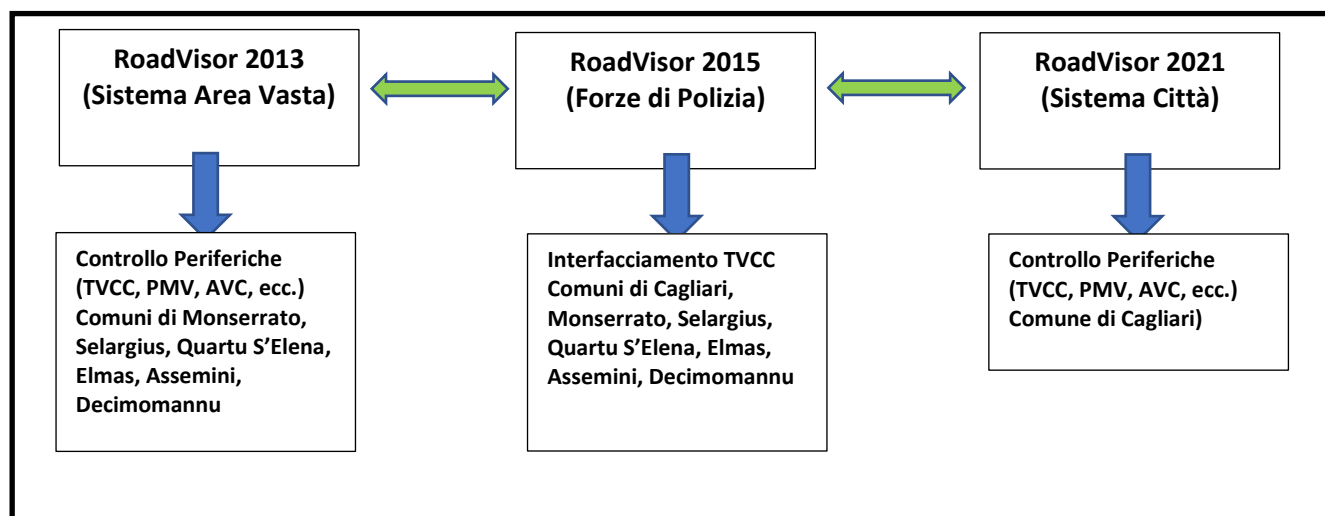 RoadVisor 2013
(Sistema Area Vasta)
RoadVisor 2015
(Forze di Polizia)
RoadVisor 2021
(Sistema Città)
Controllo Periferiche
(TVCC, PMV, AVC, ecc.)
Comuni di Monserrato,
Selargius, Quartu S’Elena,
Elmas, Assemini,
Decimomannu
Interfacciamento TVCC
Comuni di Cagliari,
Monserrato, Selargius,
Quartu S’Elena, Elmas,
Assemini, Decimomannu
Controllo Periferiche
(TVCC, PMV, AVC, ecc.)
Comune di Cagliari)